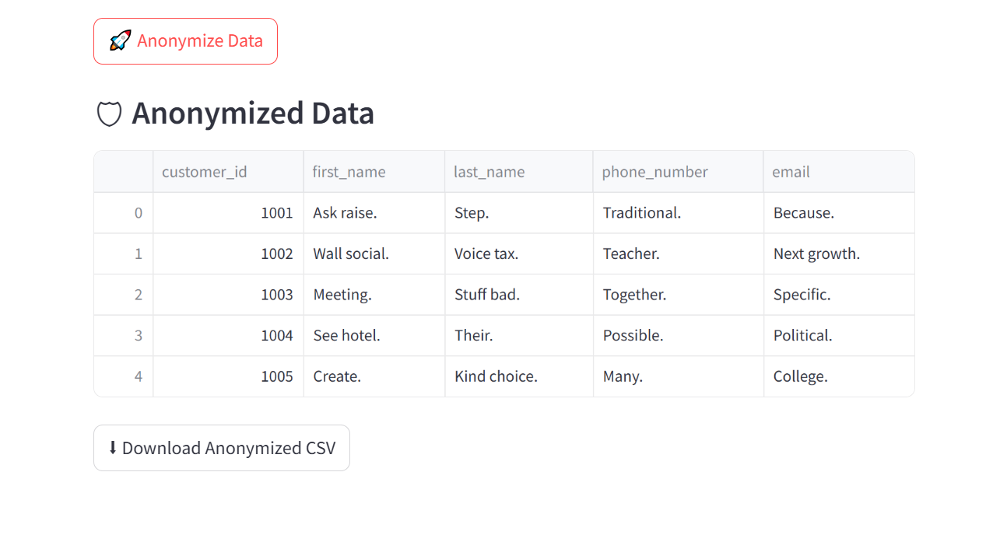 🚀 Anonymize Data
🛡 Anonymized Data
customer_id first_name last_name phone_number email
0 1001 Ask raise. Step. Traditional. Because.
1 1002 Wall social. Voice tax. Teacher. Next growth.
2 1003 Meeting. Stuff bad. Together. Specific.
3 1004 See hotel. Their. Possible. Political.
4 1005 Create. Kind choice. Many. College.
⬇ Download Anonymized CSV